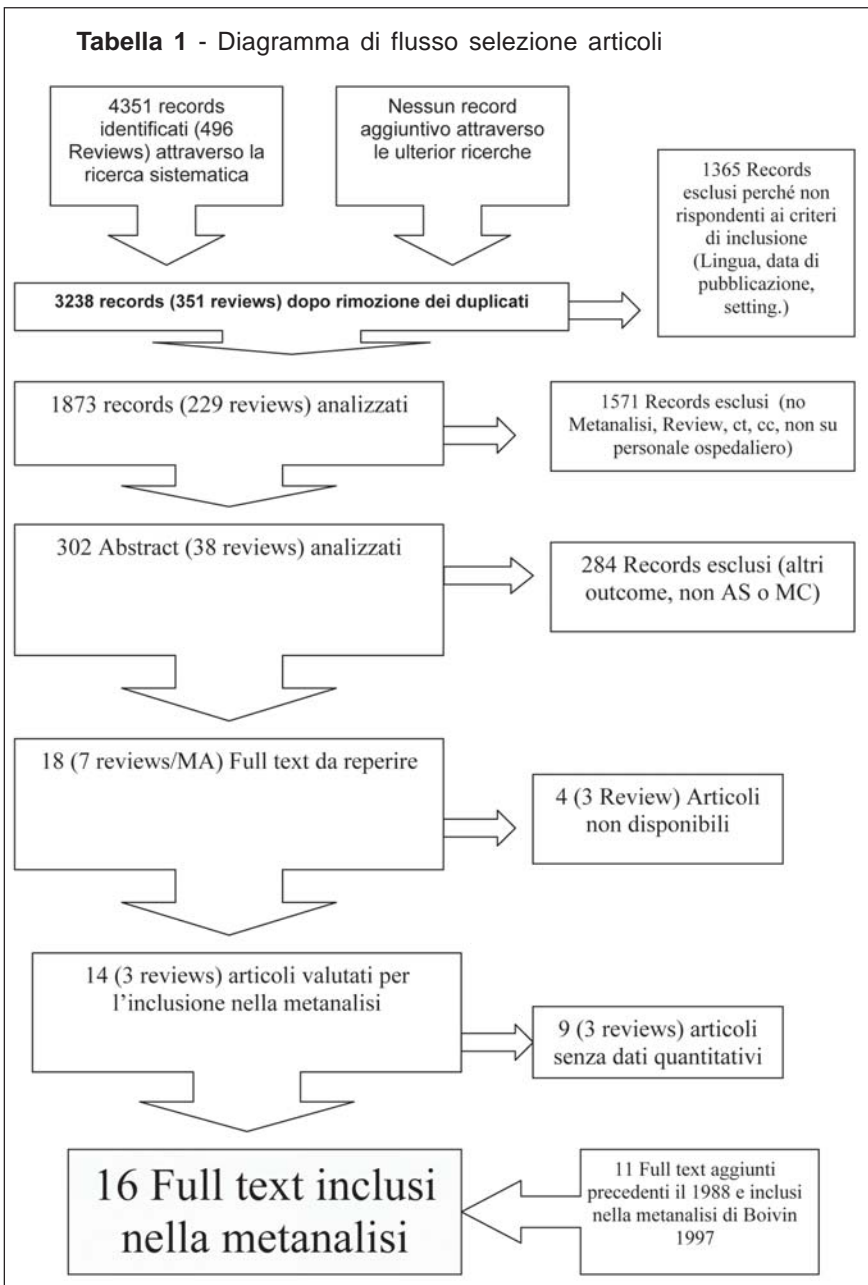 Tabella 1 - Diagramma di flusso selezione articoli
4351 records
identificati (496
Reviews) attraverso la
ricerca sistematica
Nessun record
aggiuntivo attraverso
le ulterior ricerche
1365 Records
esclusi perché non
rispondenti ai criteri
di inclusione
(Lingua, data di
pubblicazione,
setting.)
3238 records (351 reviews) dopo rimozione dei duplicati
1873 records (229 reviews) analizzati
1571 Records esclusi (no
Metanalisi, Review, ct, cc, non su
personale ospedaliero)
302 Abstract (38 reviews) analizzati
284 Records esclusi (altri
outcome, non AS o MC)
18 (7 reviews/MA) Full text da reperire
4 (3 Review) Articoli
non disponibili
14 (3 reviews) articoli valutati per
l'inclusione nella metanalisi
9 (3 reviews) articoli
senza dati quantitativi
16 Full text inclusi
nella metanalisi
11 Full text aggiunti
precedenti il 1988 e inclusi
nella metanalisi di Boivin
1997